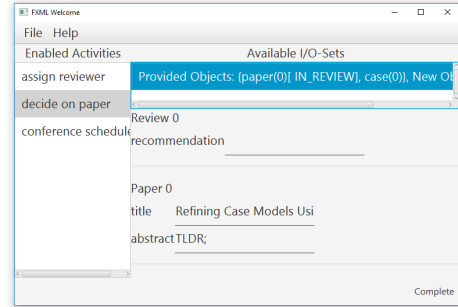 FXML Welcome
File Help
Enabled Activities
Available I/O-Sets
assign reviewer
decide on paper
conference schedule
Provided Objects: {paper(0)[ IN_REVIEW], case(0)}, New Ob
Review 0
recommendation
Paper 0
title Refining Case Models Usi
abstract TLDR;
Complete